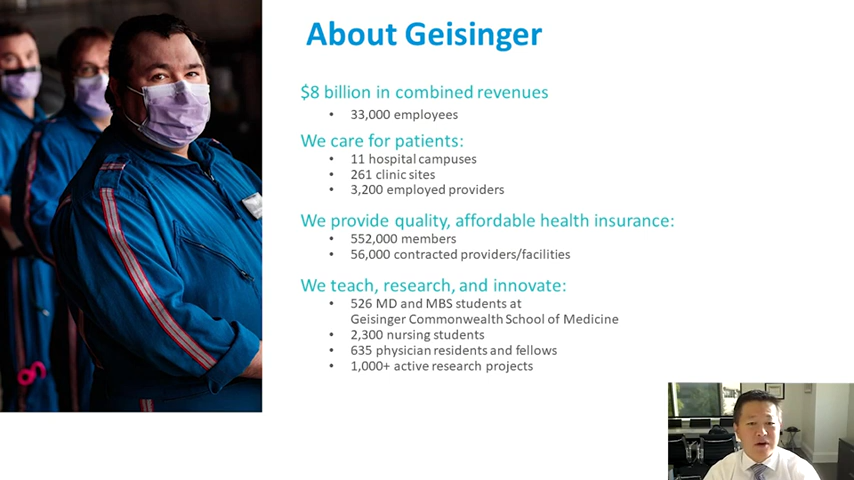 About Geisinger
$8 billion in combined revenues
• 33,000 employees
We care for patients:
• 11 hospital campuses
• 261 clinic sites
• 3,200 employed providers
We provide quality, affordable health insurance:
• 552,000 members
• 56,000 contracted providers/facilities
We teach, research, and innovate:
• 526 MD and MBS students at
Geisinger Commonwealth School of Medicine
• 2,300 nursing students
• 635 physician residents and fellows
• 1,000+ active research projects